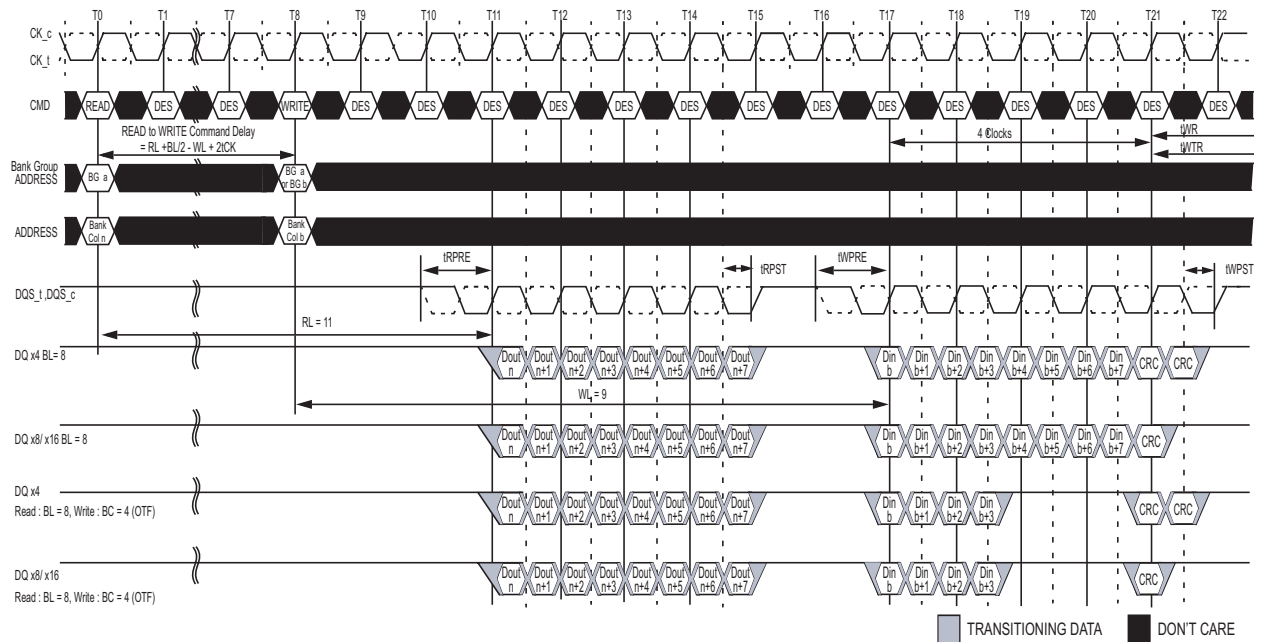 T0 T1 T7 T8 T9 T10 T11 T12 T13 T14 T15 T16 T17 T18 T19 T20 T21 T22
CK_c
CK_t
CMD READ DES DES WRITE DES DES DES DES DES DES DES DES DES DES DES DES DES DES
READ to WRITE Command Delay
= RL +BL/2 - WL + 2tCK
4 Clocks
tWR
tWTR
Bank Group
ADDRESS
BG a
BG a
or BG b
ADDRESS
Bank
Col n
Bank
Col b
tRPRE tRPST tWPRE tWPST
DQS_t ,DQS_c
RL = 11
DQ x4 BL= 8
Dout Dout Dout Dout Dout Dout Dout Dout Din Din Din Din Din Din Din Din
n n+1 n+2 n+3 n+4 n+5 n+6 n+7 b b+1 b+2 b+3 b+4 b+5 b+6 b+7 CRC CRC
WL = 9
DQ x8/ x16 BL = 8
Dout Dout Dout Dout Dout Dout Dout Dout Din Din Din Din Din Din Din Din
n n+1 n+2 n+3 n+4 n+5 n+6 n+7 b b+1 b+2 b+3 b+4 b+5 b+6 b+7 CRC
DQ x4
Read : BL = 8, Write : BC = 4 (OTF)
Dout Dout Dout Dout Dout Dout Dout Dout Din Din Din Din
n n+1 n+2 n+3 n+4 n+5 n+6 n+7 b b+1 b+2 b+3 CRC CRC
DQ x8/ x16
Read : BL = 8, Write : BC = 4 (OTF)
Dout Dout Dout Dout Dout Dout Dout Dout Din Din Din Din
n n+1 n+2 n+3 n+4 n+5 n+6 n+7 b b+1 b+2 b+3 CRC
TRANSITIONING DATA DON'T CARE